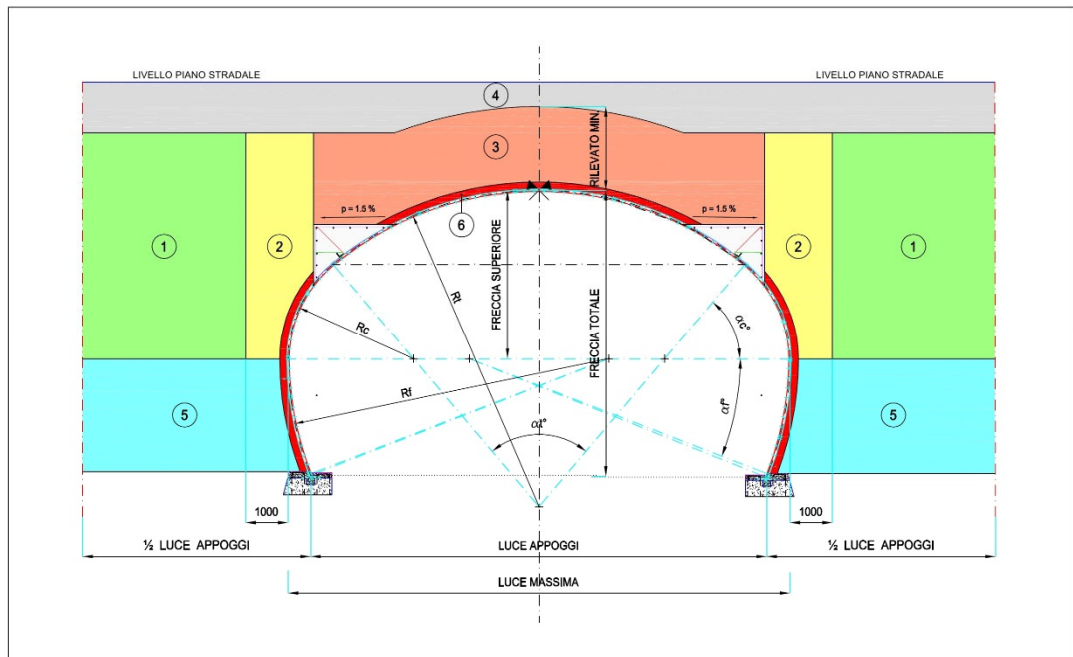 LIVELLO PIANO STRADALE
LIVELLO PIANO STRADALE
4
3
RILEVATO MIN.
p = 1.5 %
p = 1.5 %
6
1
2
2
1
FRECCIA SUPERIORE
FRECCIA TOTALE
Rt
Rc
αc°
Rf
αf°
5
5
αt°
1000
1000
½ LUCE APPOGGI
LUCE APPOGGI
½ LUCE APPOGGI
LUCE MASSIMA